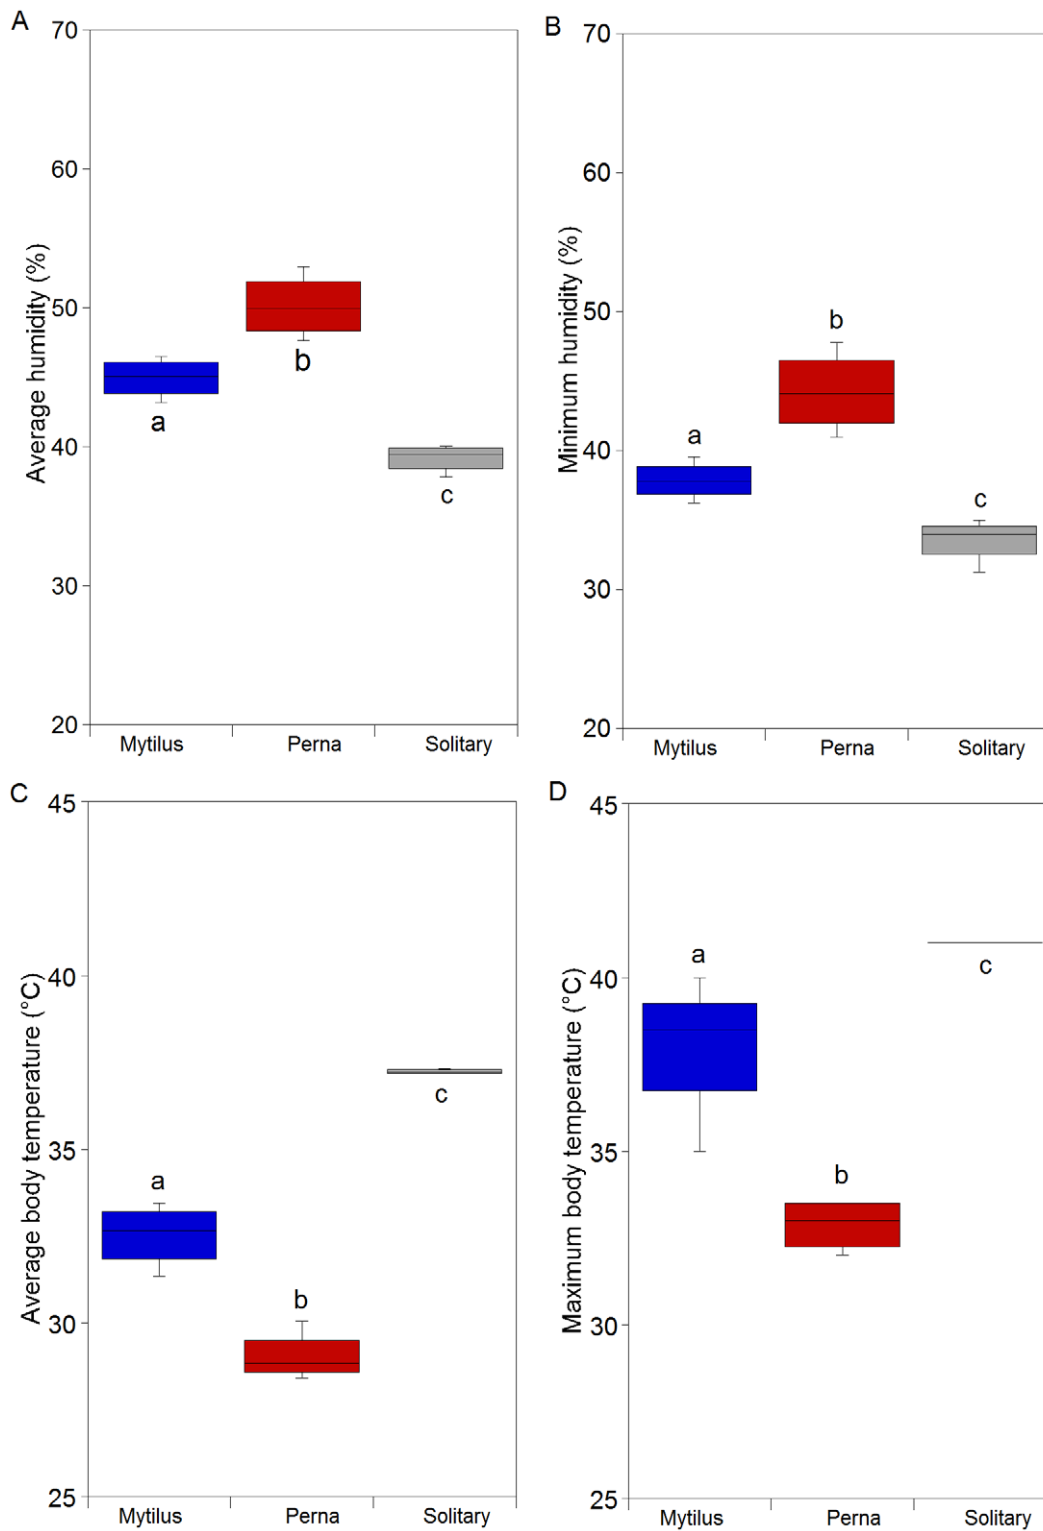 A
70
60
50
40
30
20
Average humidity (%)
a
b
c
Mytilus Perna Solitary
B
70
60
50
40
30
20
Minimum humidity (%)
a
b
c
Mytilus Perna Solitary
C
45
40
35
30
25
Average body temperature (°C)
a
b
c
Mytilus Perna Solitary
D
45
40
35
30
25
Maximum body temperature (°C)
a
b
c
Mytilus Perna Solitary